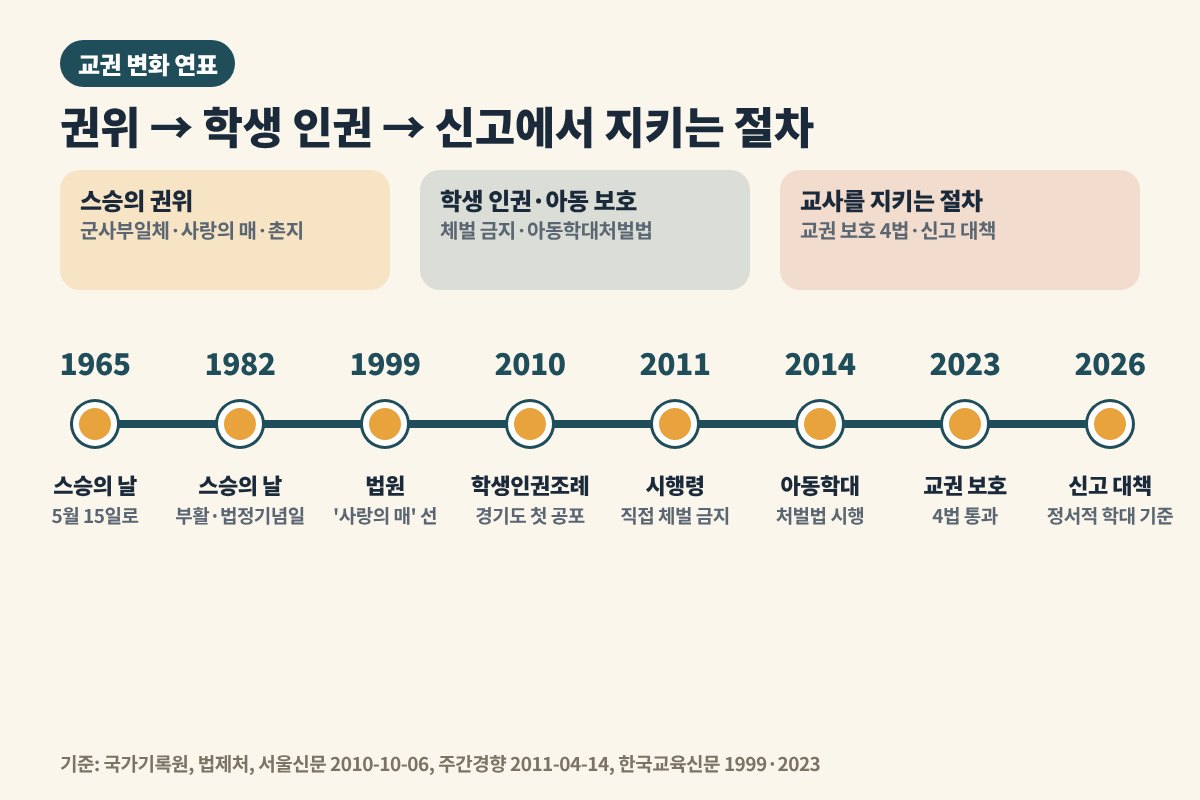 교권 변화 연표
권위 → 학생 인권 → 신고에서 지키는 절차
스승의 권위
군사부일체·사랑의 매·촌지
학생 인권·아동 보호
체벌 금지·아동학대처벌법
교사를 지키는 절차
교권 보호 4법·신고 대책
1965
스승의 날
5월 15일로
1982
스승의 날
부활·법정기념일
1999
법원
'사랑의 매' 선
2010
학생인권조례
경기도 첫 공포
2011
시행령
직접 체벌 금지
2014
아동학대
처벌법 시행
2023
교권 보호
4법 통과
2026
신고 대책
정서적 학대 기준
기준: 국가기록원, 법제처, 서울신문 2010-10-06, 주간경향 2011-04-14, 한국교육신문 1999·2023